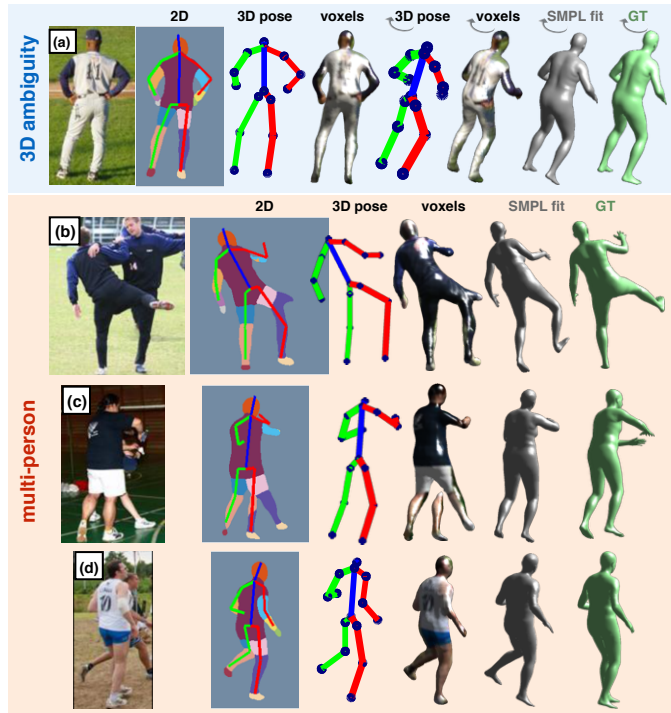 2D 3D pose voxels 3D pose voxels SMPL fit GT
(a)
3D ambiguity
11
2D 3D pose voxels SMPL fit GT
(b)
(c)
multi-person
(d)